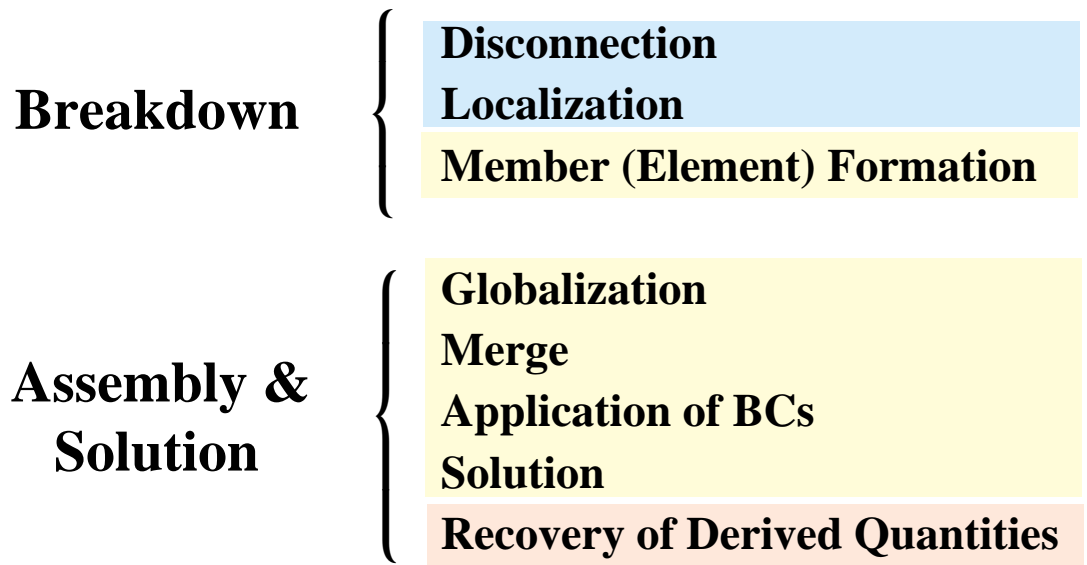 Breakdown
Disconnection
Localization
Member (Element) Formation
Assembly &
Solution
Globalization
Merge
Application of BCs
Solution
Recovery of Derived Quantities